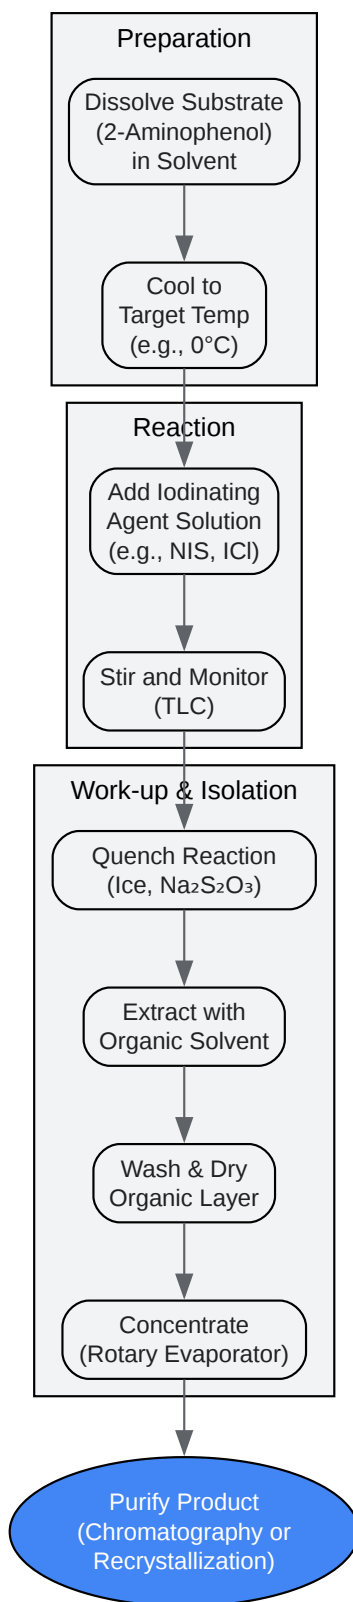 Preparation
Dissolve Substrate
(2-Aminophenol)
in Solvent
Cool to
Target Temp
(e.g., 0°C)
Reaction
Add Iodinating
Agent Solution
(e.g., NIS, ICl)
Stir and Monitor
(TLC)
Work-up & Isolation
Quench Reaction
(Ice, Na₂S₂O₃)
Extract with
Organic Solvent
Wash & Dry
Organic Layer
Concentrate
(Rotary Evaporator)
Purify Product
(Chromatography or
Recrystallization)